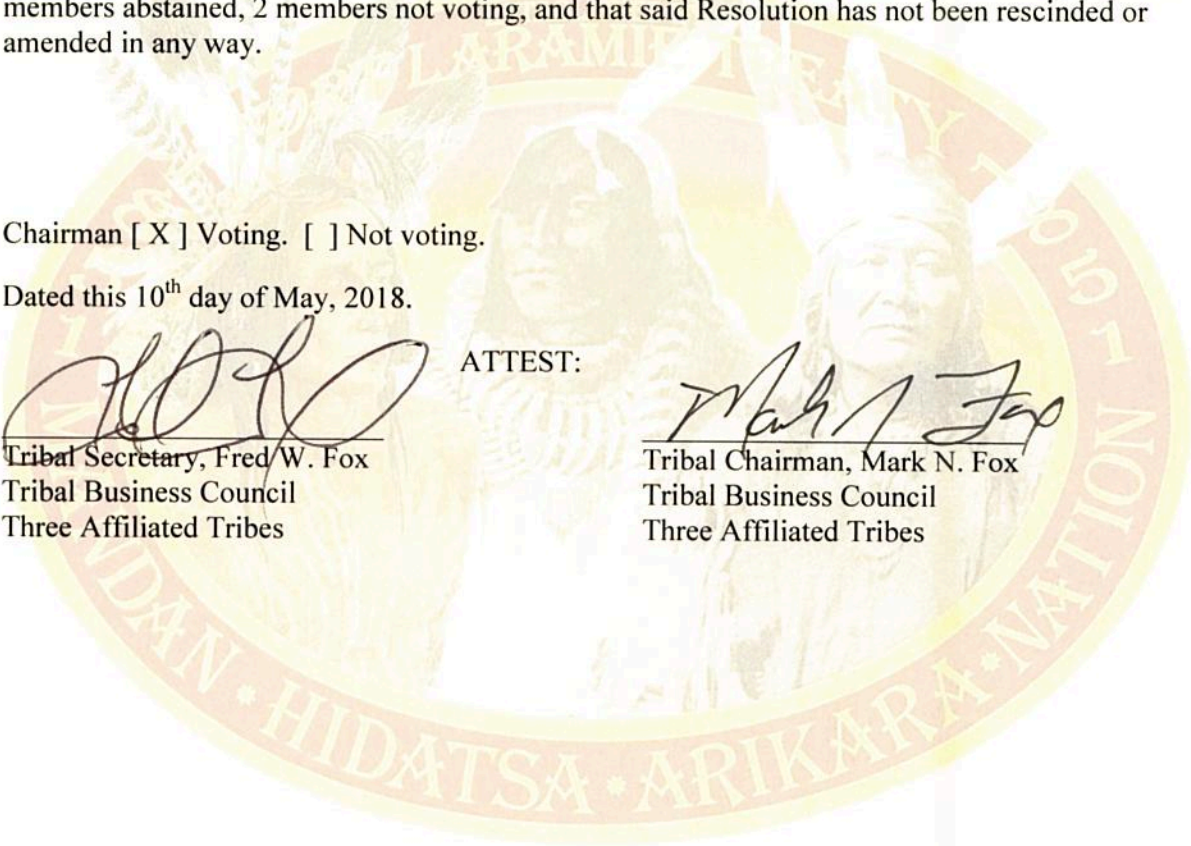 members abstained, 2 members not voting, and that said Resolution has not been rescinded or
amended in any way.
LARAMIE TREATY 1851
Chairman [ X ] Voting. [ ] Not voting.
Dated this 10th day of May, 2018.
ATTEST:
Mark N Fox
Tribal Secretary, Fred W. Fox
Tribal Business Council
Three Affiliated Tribes
Tribal Chairman, Mark N. Fox
Tribal Business Council
Three Affiliated Tribes
MANDAN • HIDATSA • ARIKARA • NATION